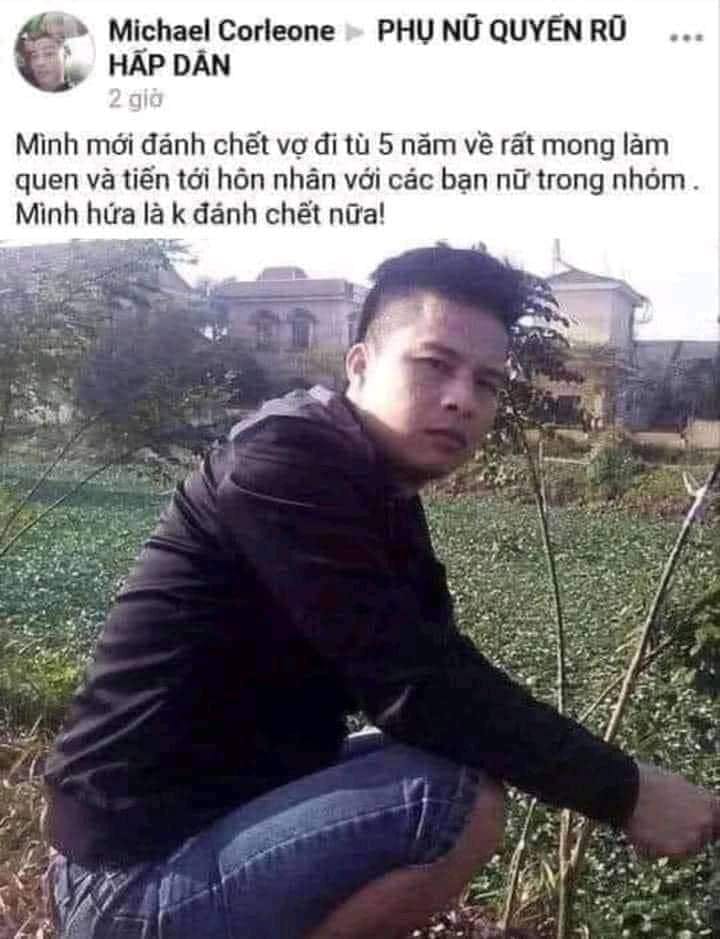 Michael Corleone ▶ PHỤ NỮ QUYẾN RŨ
HẤP DẪN
2 giờ
Mình mới đánh chết vợ đi tù 5 năm về rất mong làm
quen và tiến tới hôn nhân với các bạn nữ trong nhóm .
Mình hứa là k đánh chết nữa!